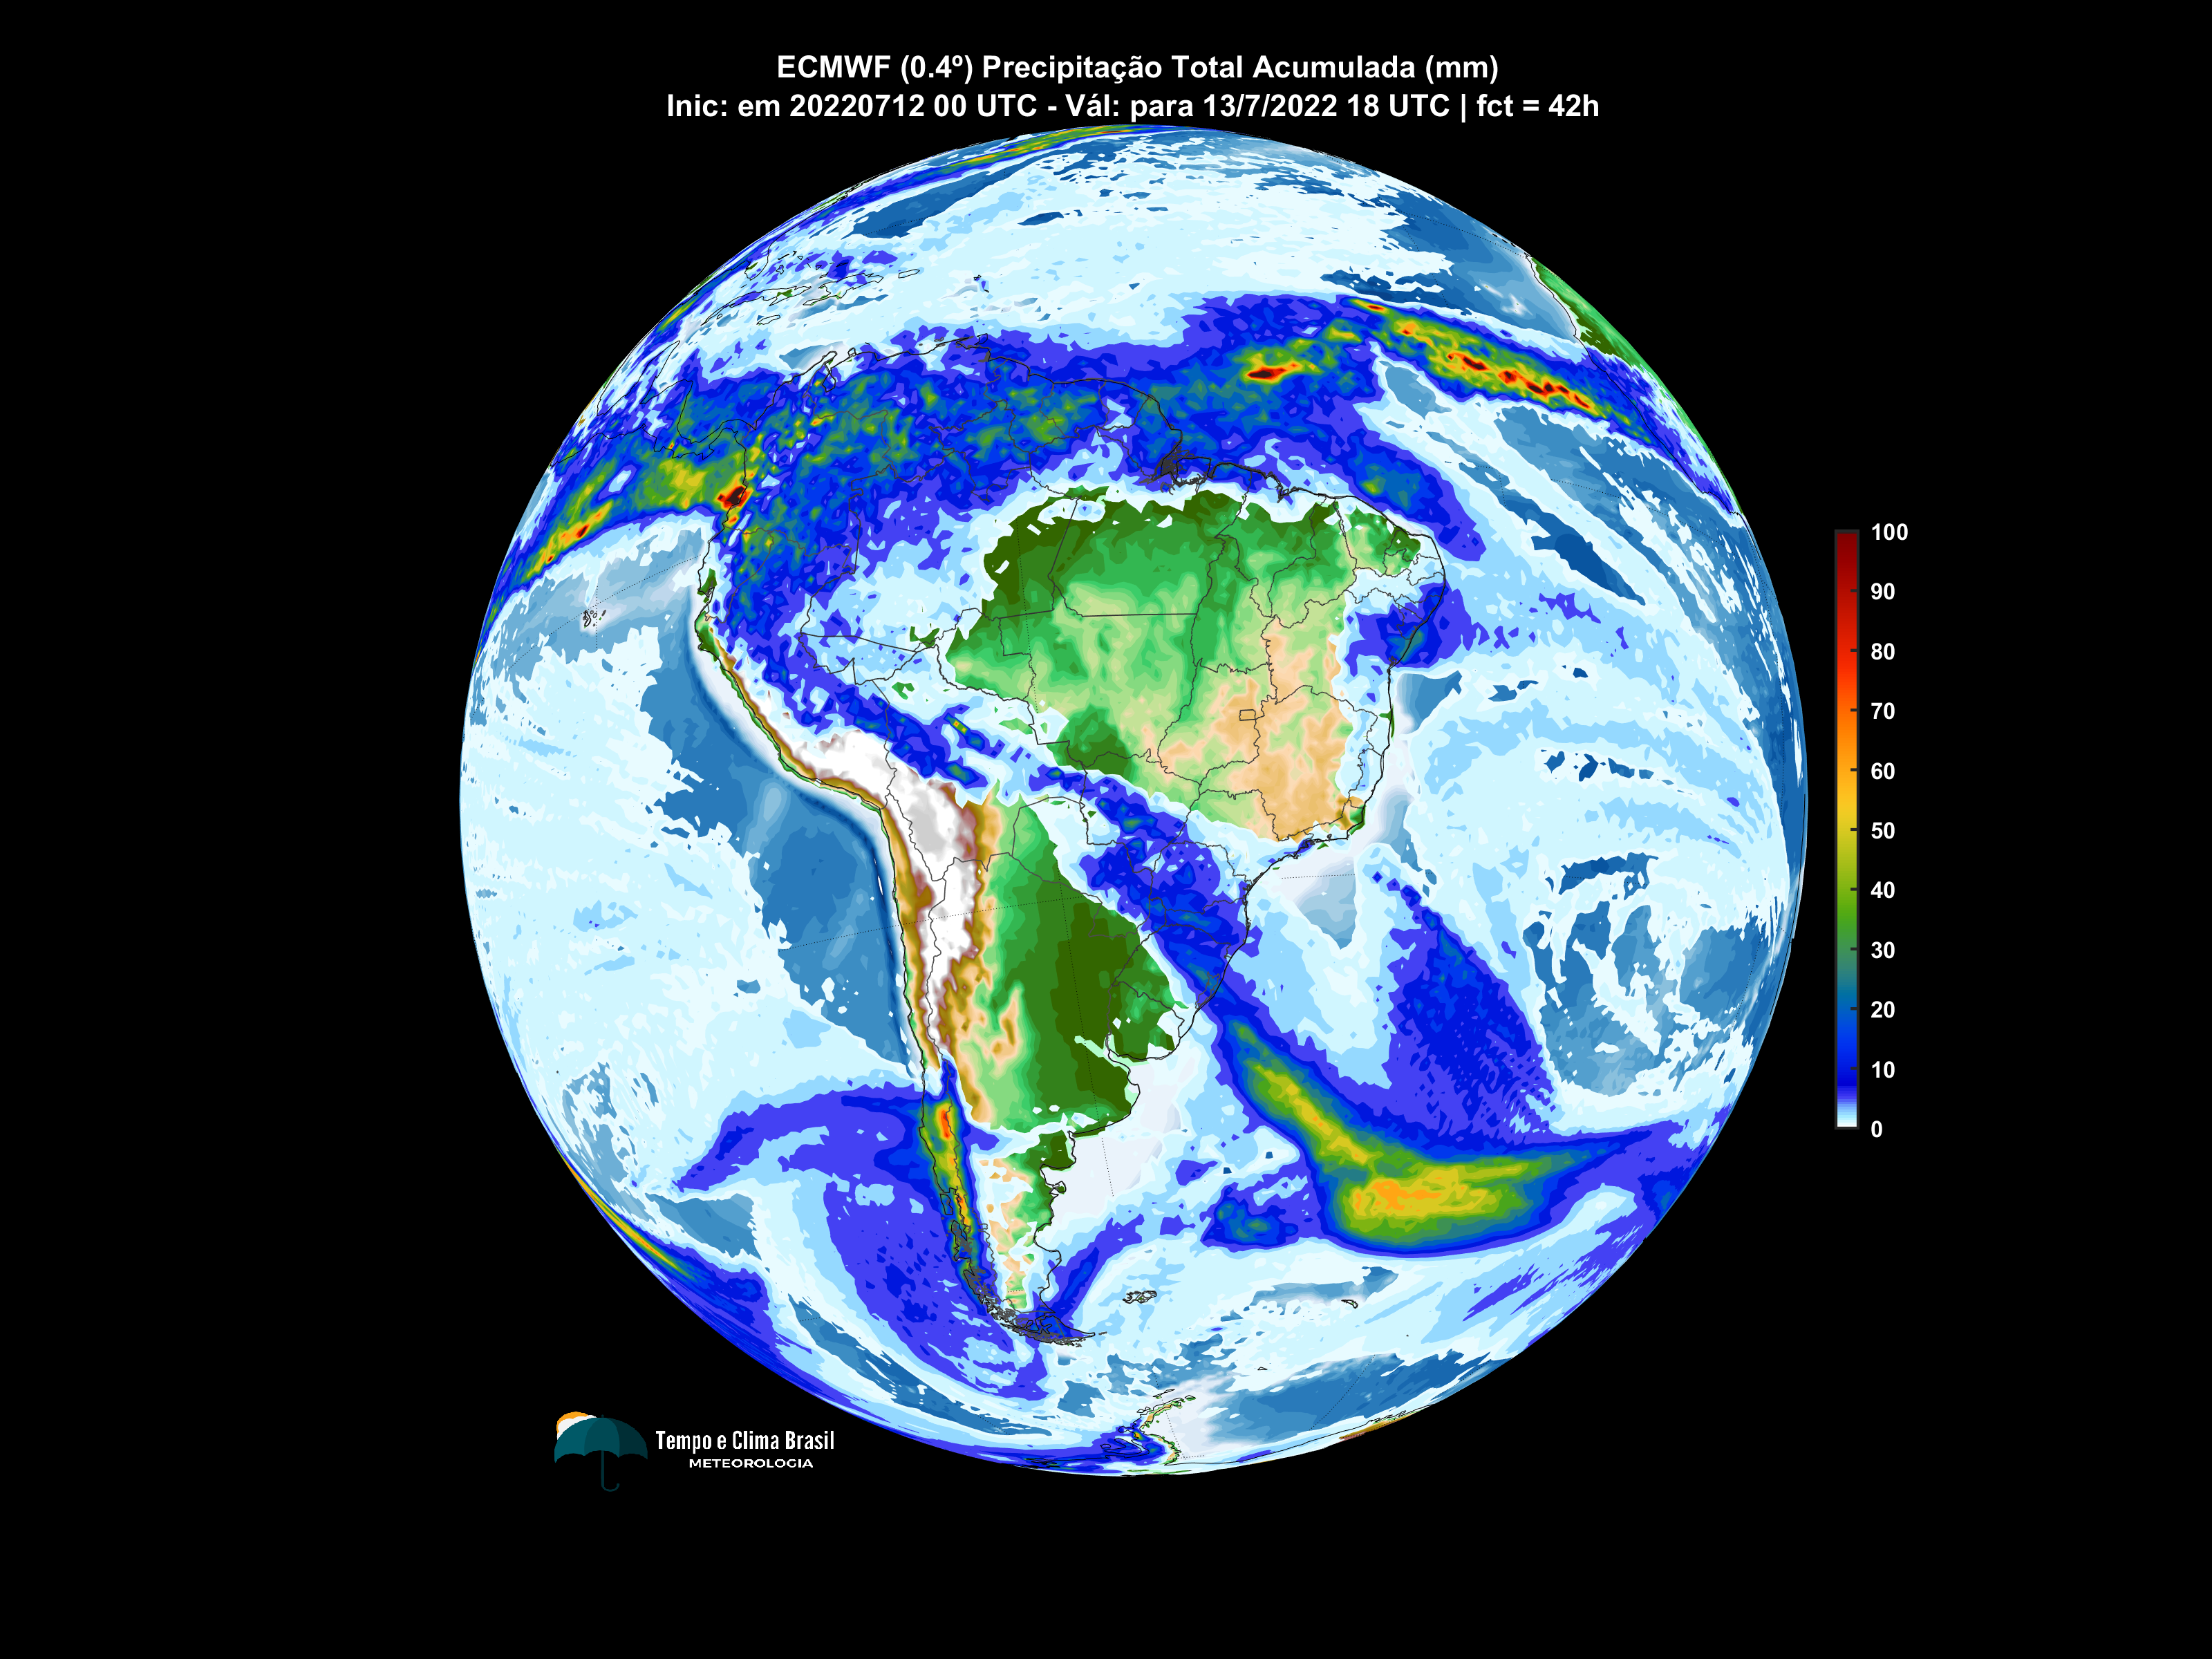 ECMWF (0.4º) Precipitação Total Acumulada (mm)
Inic: em 20220712 00 UTC - Vál: para 13/7/2022 18 UTC | fct = 42h
100
90
80
70
60
50
40
30
20
10
0
Tempo e Clima Brasil
METEOROLOGIA